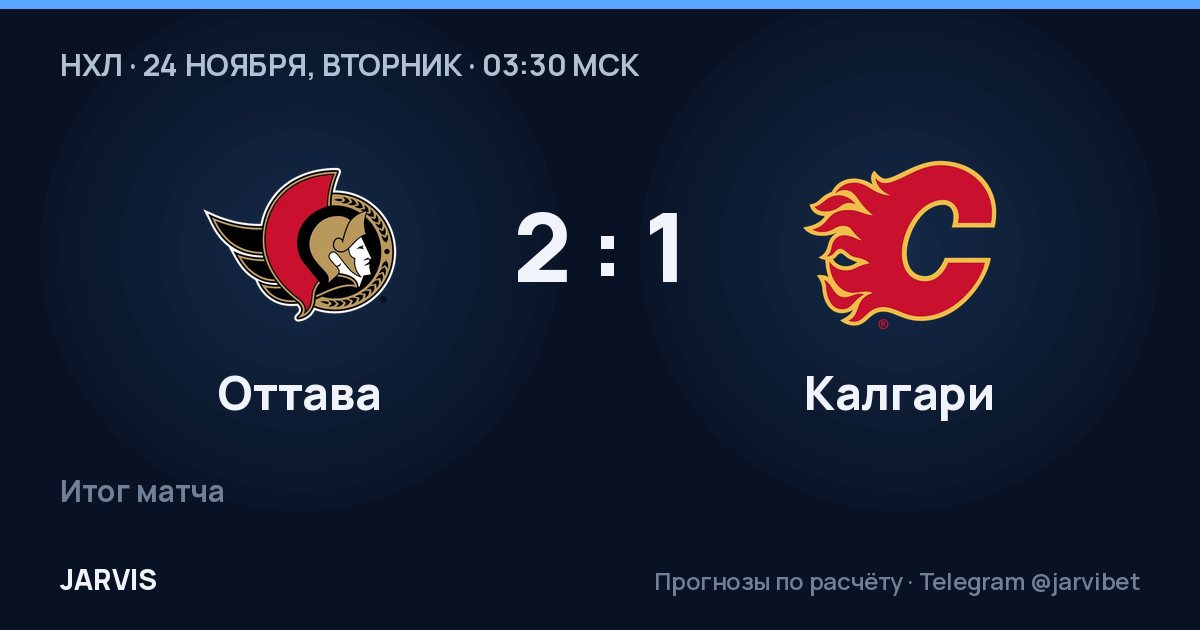 НХЛ · 24 НОЯБРЯ, ВТОРНИК · 03:30 МСК
2 : 1
Оттава
Калгари
Итог матча
JARVIS
Прогнозы по расчёту · Telegram @jarvibet